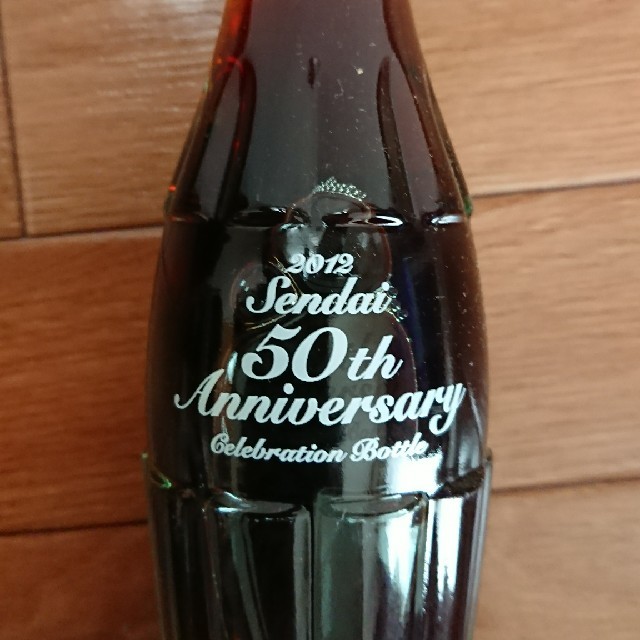 2012
Sendai
50th
Anniversary
Celebration Bottle